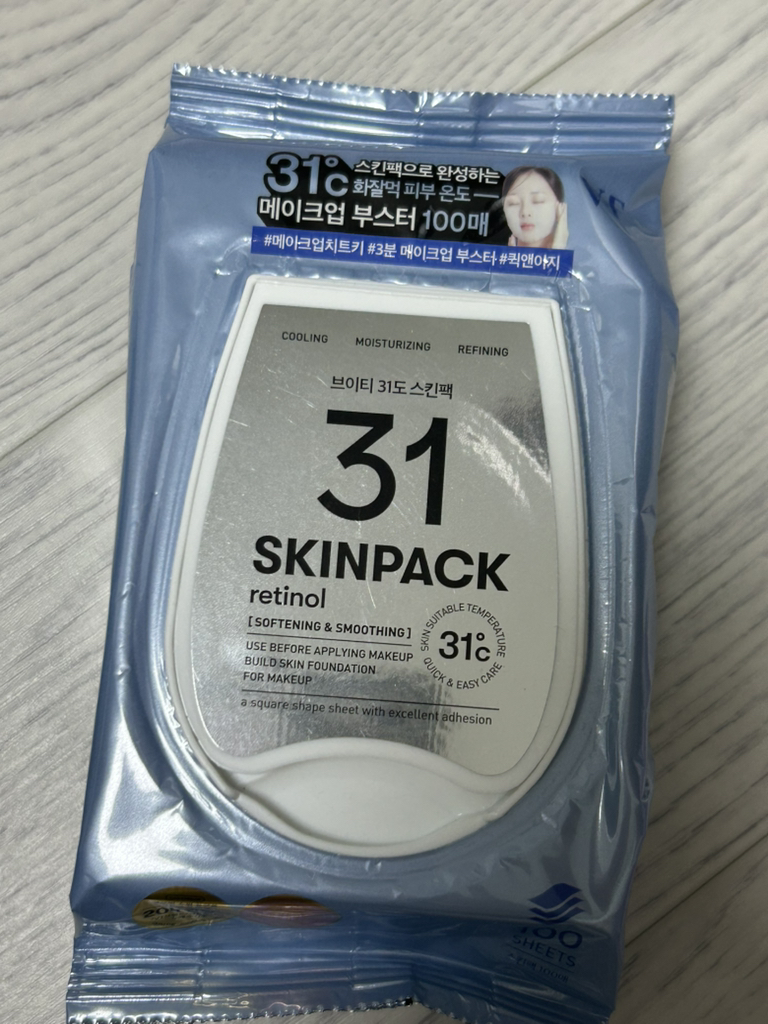 31℃ 스킨팩으로 완성하는
화잘먹 피부 온도
메이크업 부스터 100매
#메이크업치트키 #3분 메이크업 부스터 #퀵앤이지
COOLING MOISTURIZING REFINING
브이티 31도 스킨팩
31
SKINPACK
retinol
[SOFTENING & SMOOTHING]
USE BEFORE APPLYING MAKEUP
BUILD SKIN FOUNDATION
FOR MAKEUP
SKIN SUITABLE TEMPERATURE
31℃
QUICK & EASY CARE
a square shape sheet with excellent adhesion
100
SHEETS